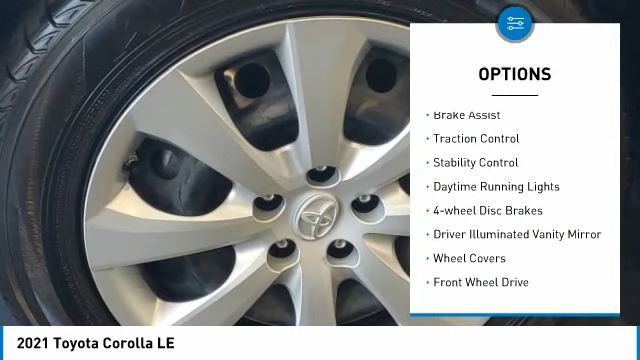 OPTIONS
Brake Assist
Traction Control
Stability Control
Daytime Running Lights
4-wheel Disc Brakes
Driver Illuminated Vanity Mirror
Wheel Covers
Front Wheel Drive
2021 Toyota Corolla LE